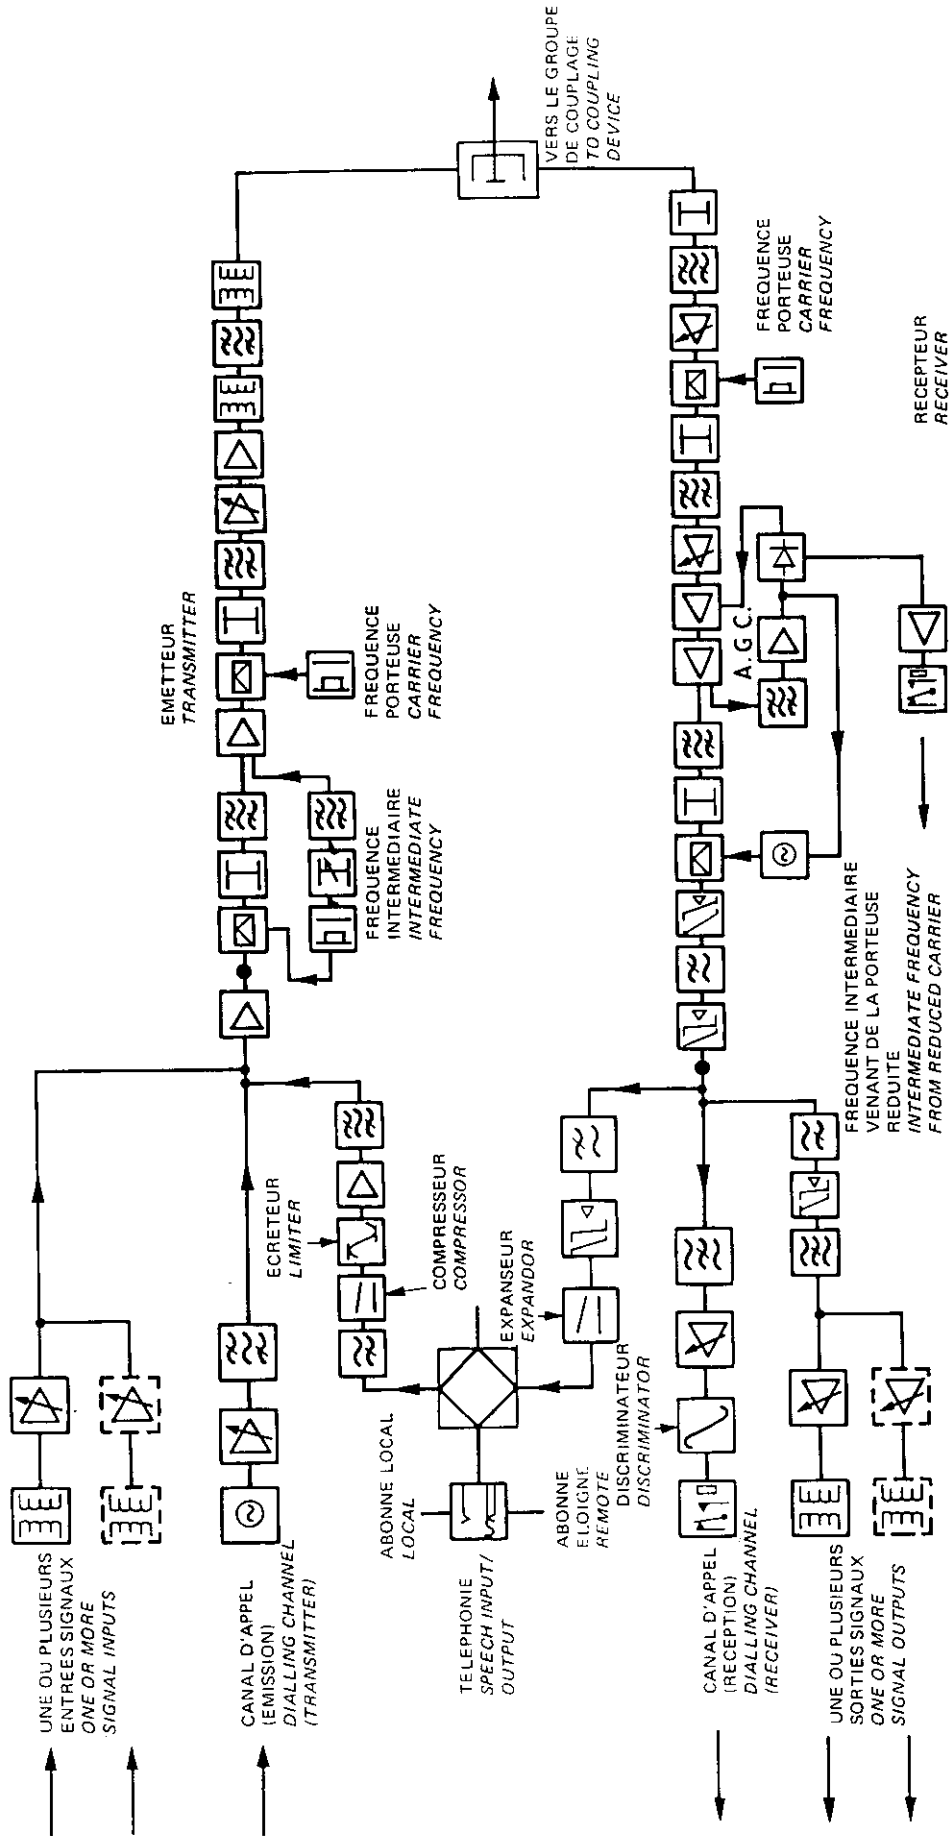 UNE OU PLUSIEURS
ENTREES SIGNAUX
ONE OR MORE
SIGNAL INPUTS
CANAL D'APPEL
(EMISSION)
DIALLING CHANNEL
(TRANSMITTER)
EMETTEUR
TRANSMITTER
FREQUENCE
INTERMEDIAIRE
INTERMEDIATE
FREQUENCY
FREQUENCE
PORTEUSE
CARRIER
FREQUENCY
ECRETEUR
LIMITER
COMPRESSEUR
COMPRESSOR
ABONNE LOCAL
LOCAL
TELEPHONIE
SPEECH INPUT/
OUTPUT
ABONNE
ELOIGNE
REMOTE
EXPANSEUR
EXPANDOR
DISCRIMINATEUR
DISCRIMINATOR
VERS LE GROUPE
DE COUPLAGE
TO COUPLING
DEVICE
CANAL D'APPEL
(RECEPTION)
DIALLING CHANNEL
(RECEIVER)
UNE OU PLUSIEURS
SORTIES SIGNAUX
ONE OR MORE
SIGNAL OUTPUTS
A.G.C.
FREQUENCE
PORTEUSE
CARRIER
FREQUENCY
FREQUENCE INTERMEDIAIRE
VENANT DE LA PORTEUSE
REDUITE
INTERMEDIATE FREQUENCY
FROM REDUCED CARRIER
RECEPTEUR
RECEIVER